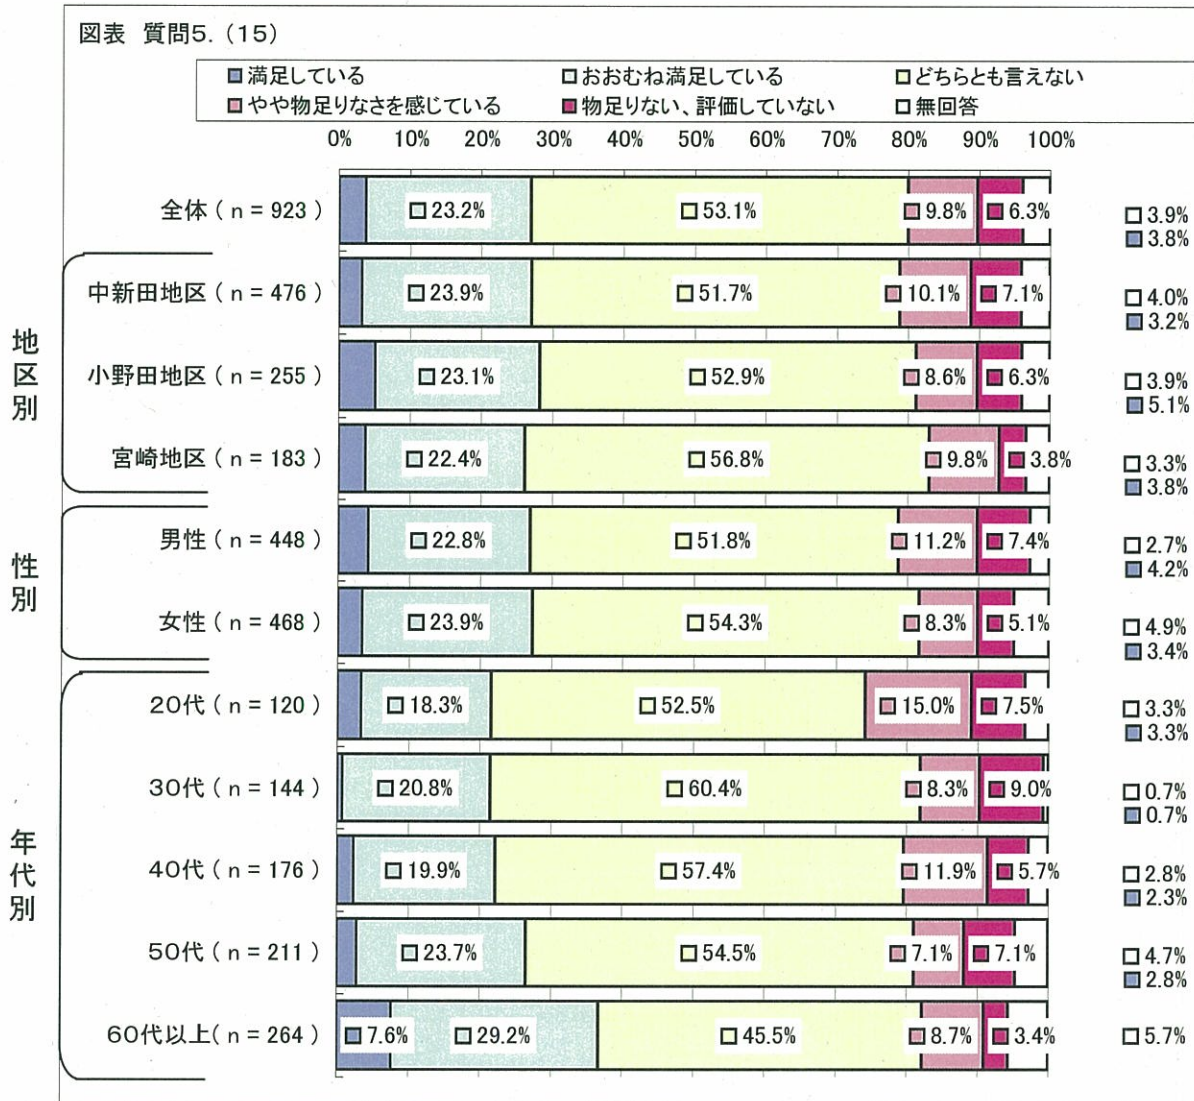 図表 質問5.(15)
満足している おおむね満足している どちらとも言えない
やや物足りなさを感じている 物足りない、評価していない 無回答
0% 10% 20% 30% 40% 50% 60% 70% 80% 90% 100%
全体(n=923) 23.2% 53.1% 9.8% 6.3% 3.9%
3.8%
地区別
中新田地区(n=476) 23.9% 51.7% 10.1% 7.1% 4.0%
3.2%
小野田地区(n=255) 23.1% 52.9% 8.6% 6.3% 3.9%
5.1%
宮崎地区(n=183) 22.4% 56.8% 9.8% 3.8% 3.3%
3.8%
性別
男性(n=448) 22.8% 51.8% 11.2% 7.4% 2.7%
4.2%
女性(n=468) 23.9% 54.3% 8.3% 5.1% 4.9%
3.4%
年代別
20代(n=120) 18.3% 52.5% 15.0% 7.5% 3.3%
3.3%
30代(n=144) 20.8% 60.4% 8.3% 9.0% 0.7%
0.7%
40代(n=176) 19.9% 57.4% 11.9% 5.7% 2.8%
2.3%
50代(n=211) 23.7% 54.5% 7.1% 7.1% 4.7%
2.8%
60代以上(n=264) 7.6% 29.2% 45.5% 8.7% 3.4% 5.7%